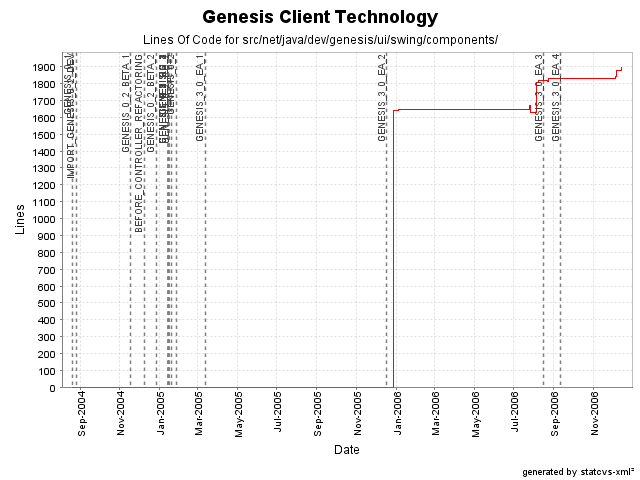 Genesis Client Technology
Lines Of Code for src/net/java/dev/genesis/ui/swing/components/
GENESIS_0_2_BETA_1
BEFORE_CONTROLLER_REFACTORING
GENESIS_0_2_BETA_2
GENESIS_3_0_EA_1
GENESIS_3_0_EA_2
GENESIS_3_0_EA_3
GENESIS_3_0_EA_4
1900
1800
1700
1600
1500
1400
1300
1200
1100
1000
900
800
700
600
500
400
300
200
100
0
Lines
Sep-2004
Nov-2004
Jan-2005
Mar-2005
May-2005
Jul-2005
Sep-2005
Nov-2005
Jan-2006
Mar-2006
May-2006
Jul-2006
Sep-2006
Nov-2006
Date
generated by statcvs-xml²